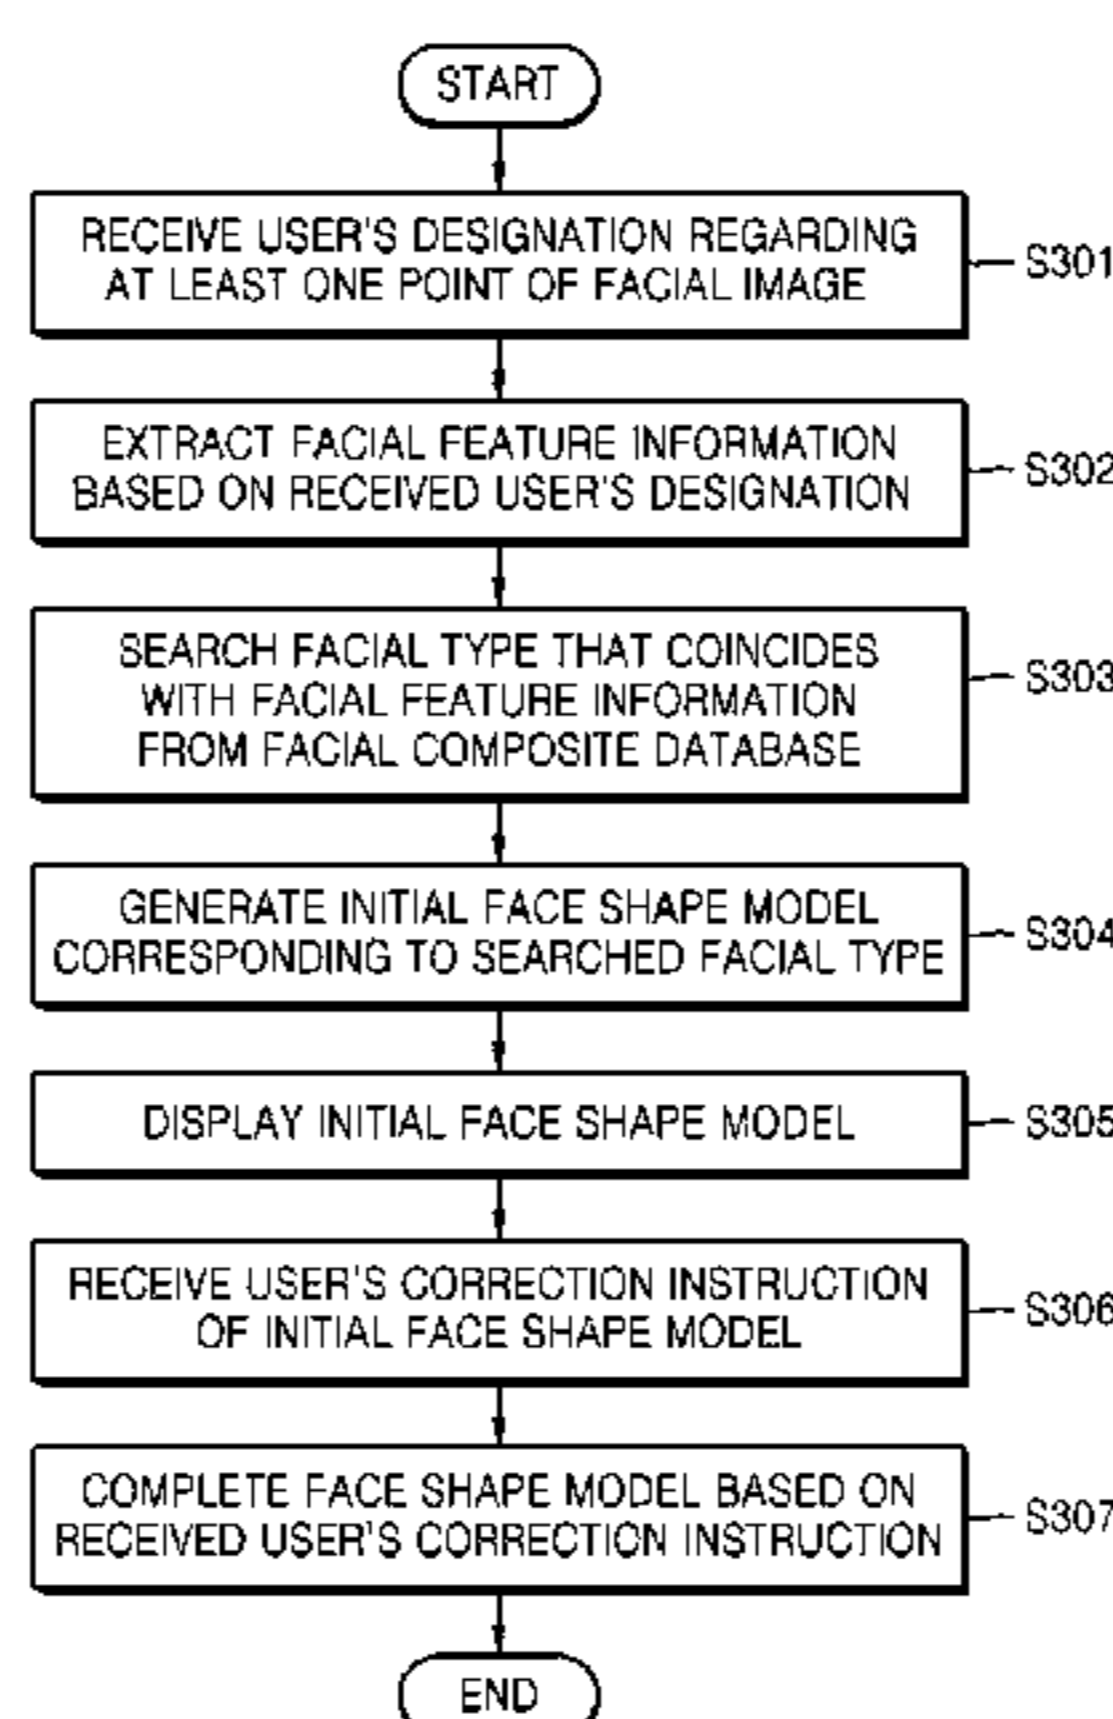 START
RECEIVE USER'S DESIGNATION REGARDING
AT LEAST ONE POINT OF FACIAL IMAGE
S301
EXTRACT FACIAL FEATURE INFORMATION
BASED ON RECEIVED USER'S DESIGNATION
S302
SEARCH FACIAL TYPE THAT COINCIDES
WITH FACIAL FEATURE INFORMATION
FROM FACIAL COMPOSITE DATABASE
S303
GENERATE INITIAL FACE SHAPE MODEL
CORRESPONDING TO SEARCHED FACIAL TYPE
S304
DISPLAY INITIAL FACE SHAPE MODEL
S305
RECEIVE USER'S CORRECTION INSTRUCTION
OF INITIAL FACE SHAPE MODEL
S306
COMPLETE FACE SHAPE MODEL BASED ON
RECEIVED USER'S CORRECTION INSTRUCTION
S307
END